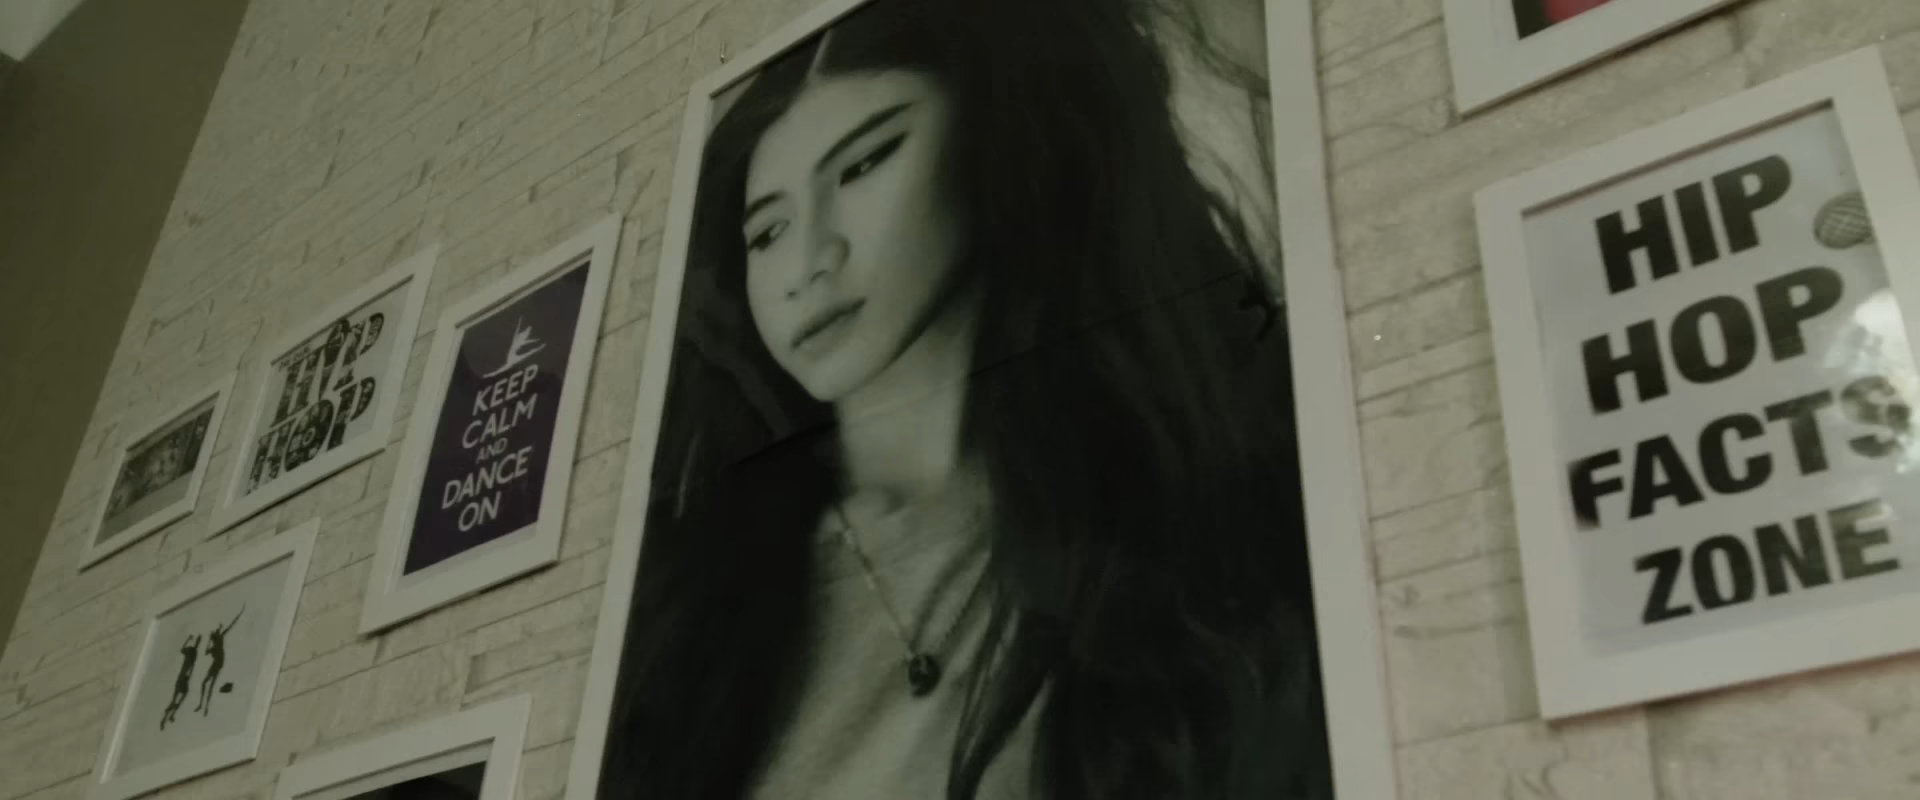 HIP
HOP
KEEP
CALM
AND
DANCE
ON
HIP
HOP
FACTS
ZONE